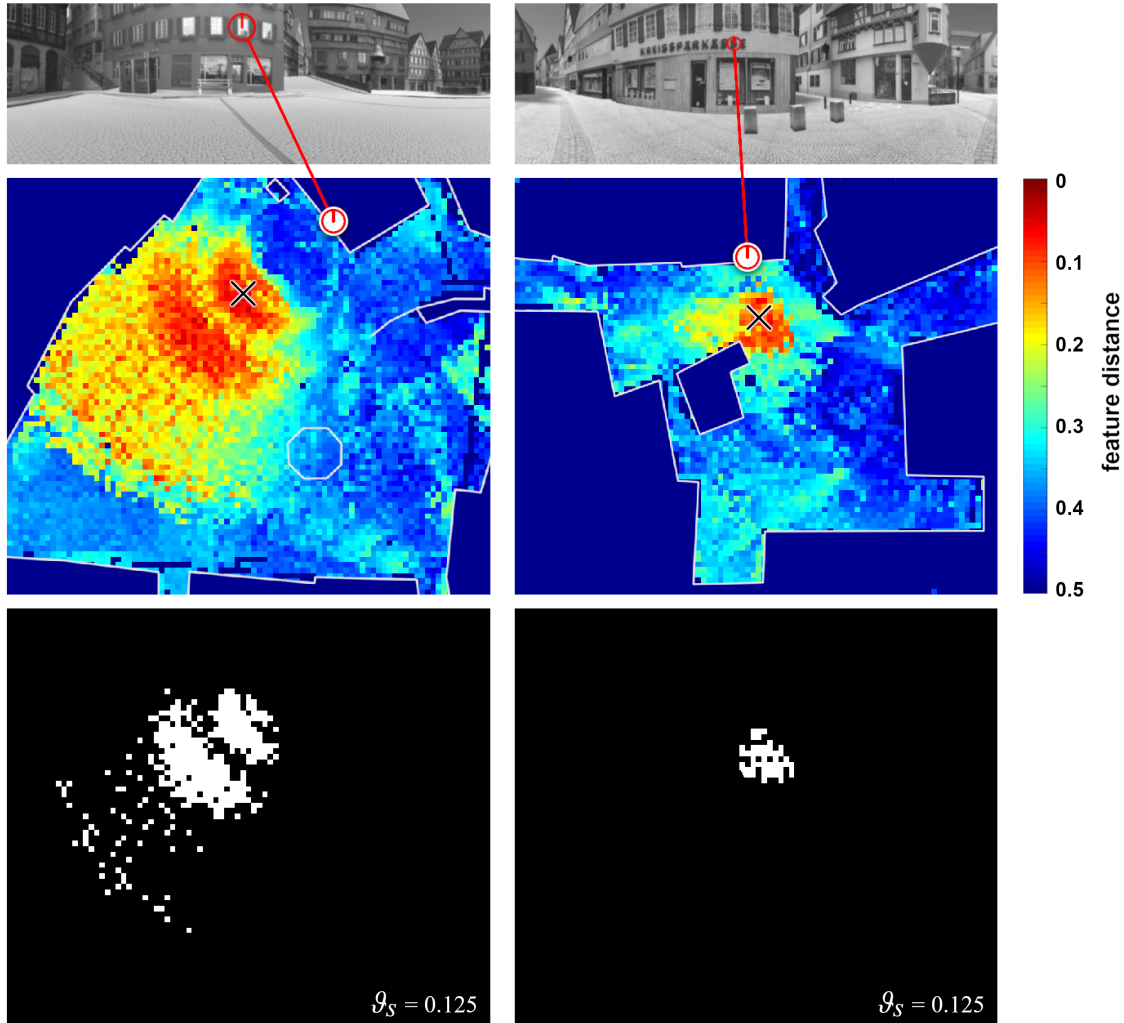 KREISSPARKASSE
0
0.1
0.2
0.3
0.4
0.5
feature distance
ϑS = 0.125
ϑS = 0.125